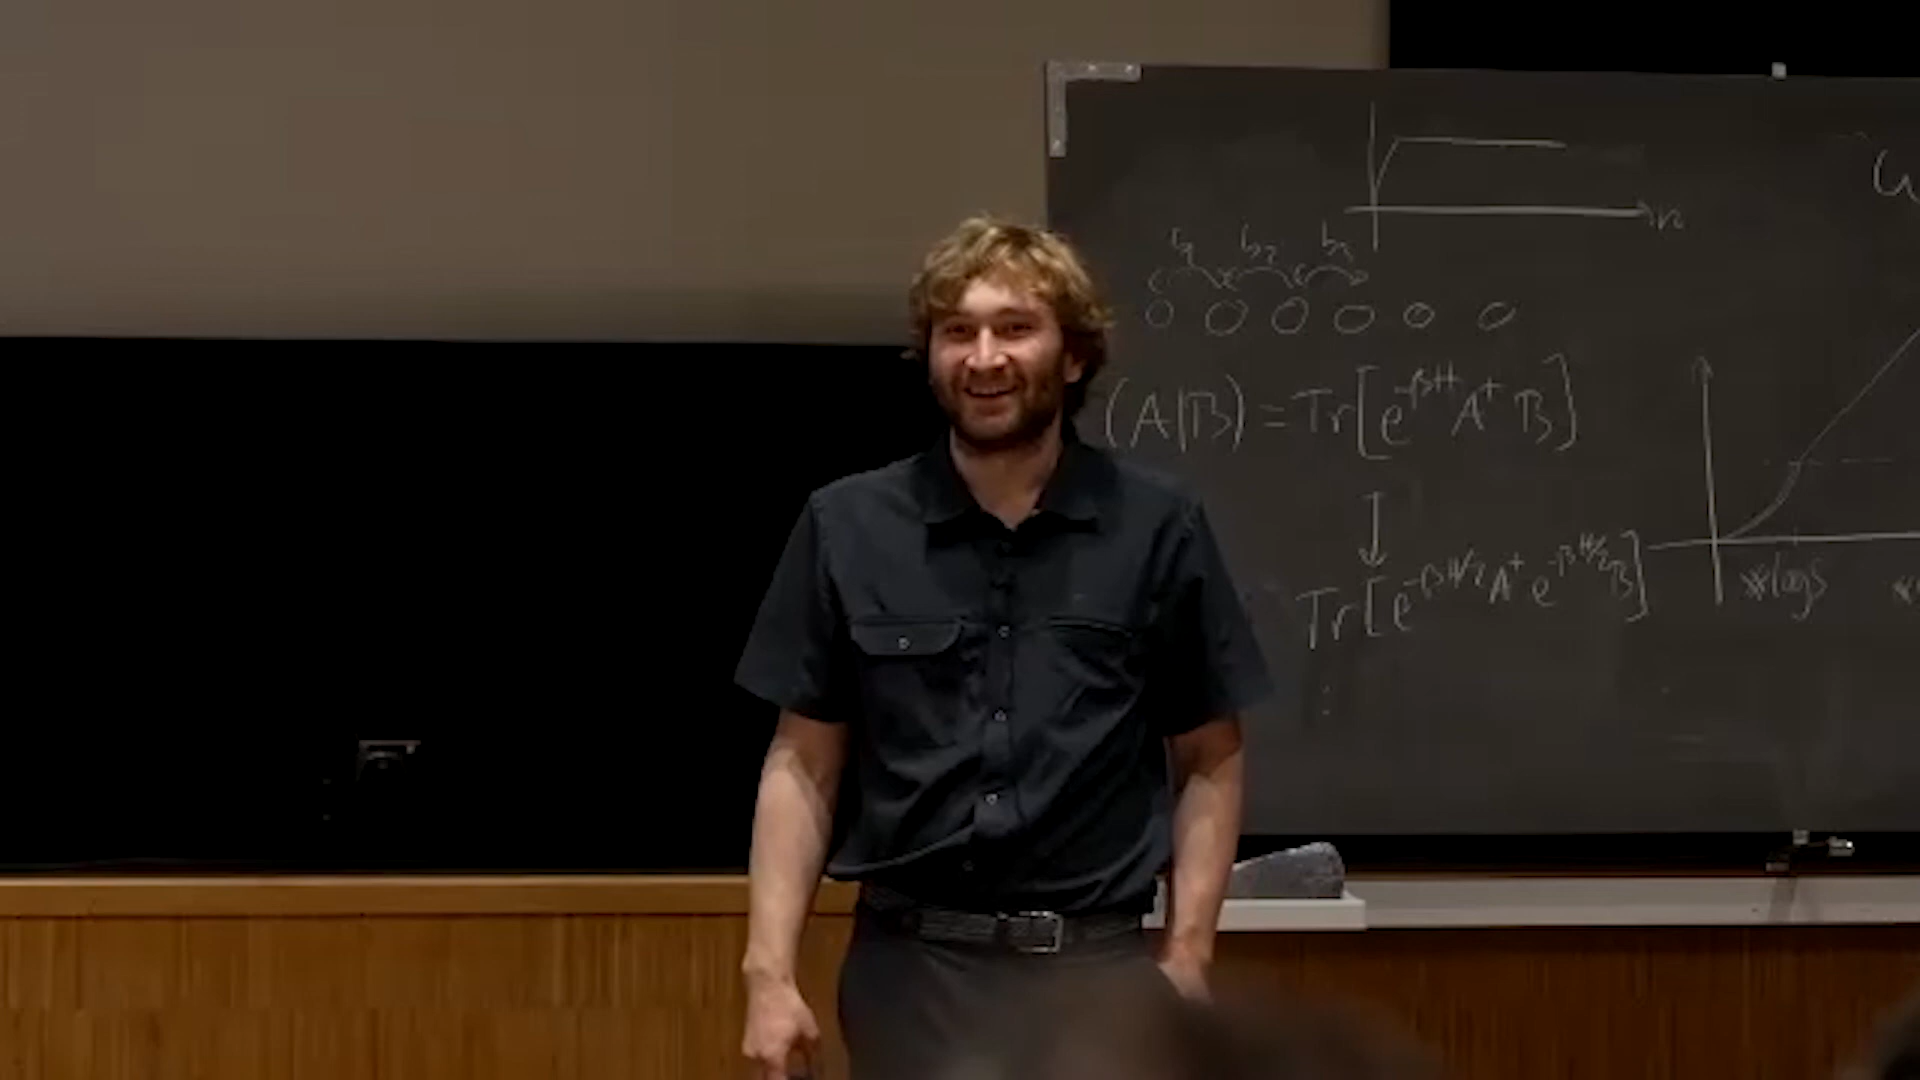 n
b₁ b₂ b₃
(A|B) = Tr[e^{-βH} A⁺ B]
↓
Tr[e^{-βH/2} A⁺ e^{-βH/2} B]
logS